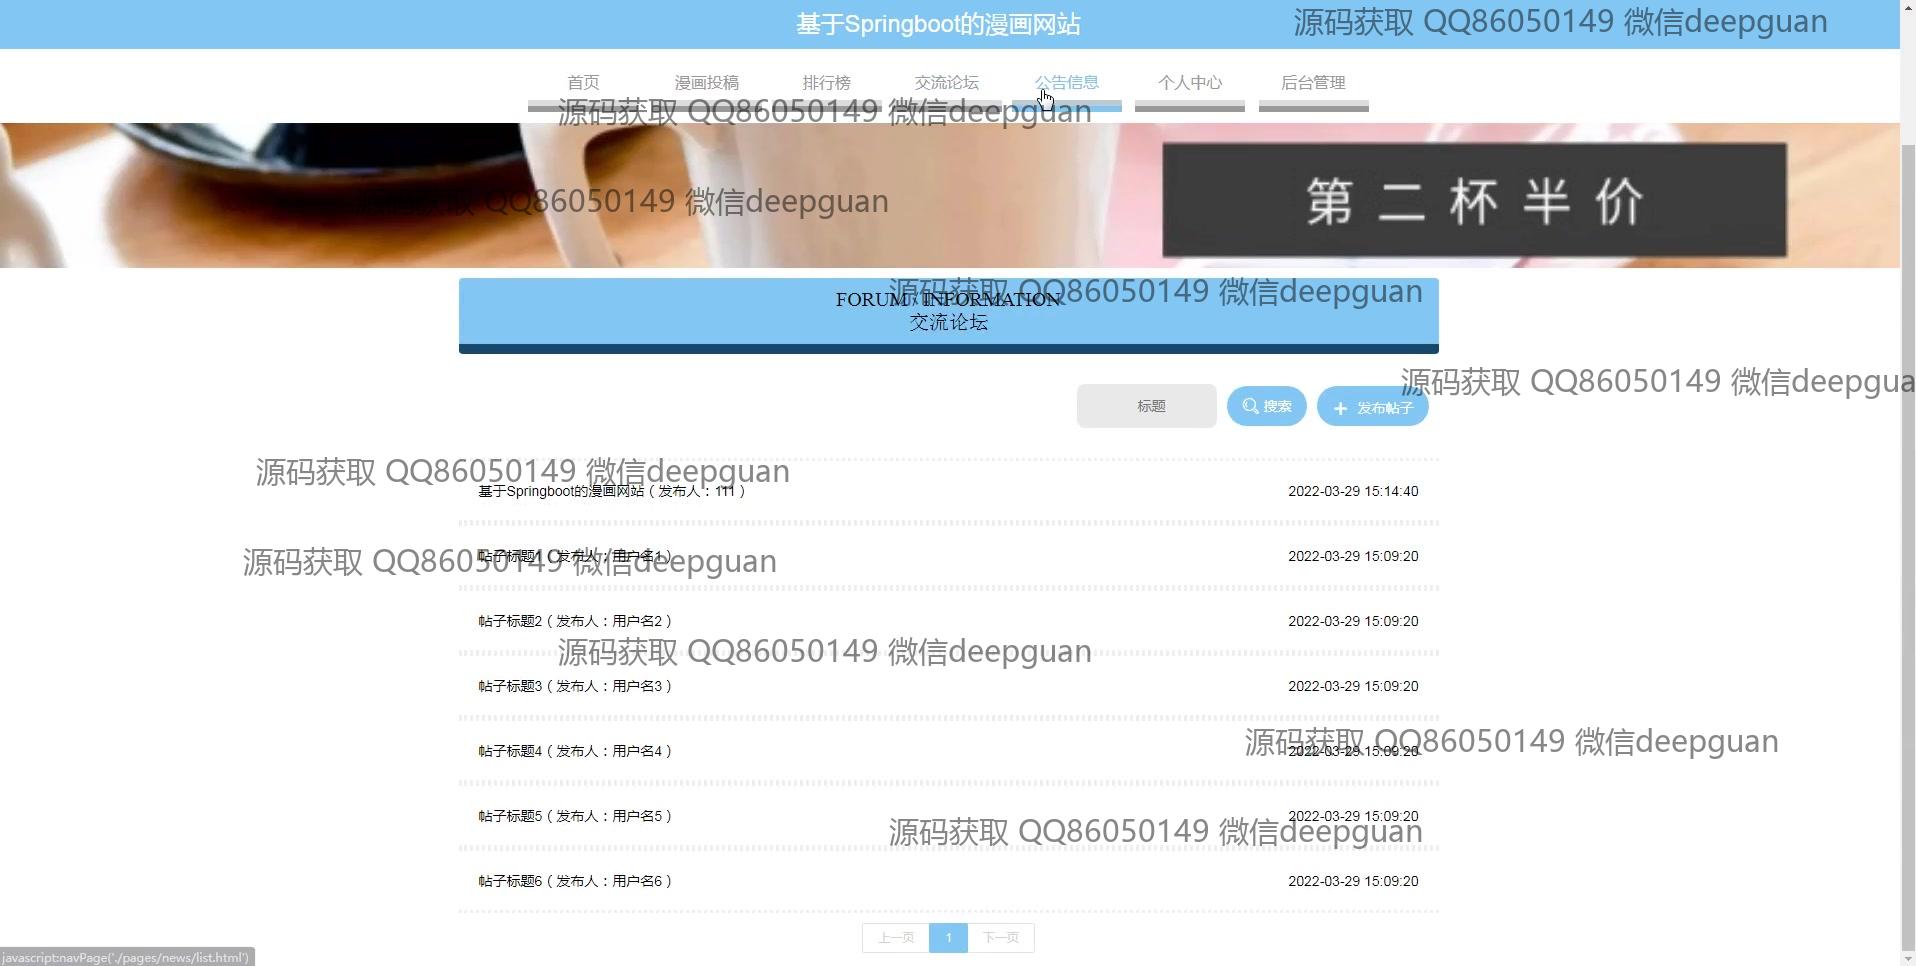 基于Springboot的漫画网站
源码获取 QQ86050149 微信deepguan
首页 漫画投稿 排行榜 交流论坛 公告信息 个人中心 后台管理
源码获取 QQ86050149 微信deepguan
源码获取 QQ86050149 微信deepguan
第二杯半价
源码获取 QQ86050149 微信deepguan
FORUM / INFORMATION
交流论坛
源码获取 QQ86050149 微信deepgua
标题 搜索 + 发布帖子
源码获取 QQ86050149 微信deepguan
基于Springboot的漫画网站（发布人：111） 2022-03-29 15:14:40
源码获取 QQ86050149 微信deepguan
帖子标题1（发布人：用户名1） 2022-03-29 15:09:20
帖子标题2（发布人：用户名2） 2022-03-29 15:09:20
源码获取 QQ86050149 微信deepguan
帖子标题3（发布人：用户名3） 2022-03-29 15:09:20
源码获取 QQ86050149 微信deepguan
帖子标题4（发布人：用户名4） 2022-03-29 15:09:20
帖子标题5（发布人：用户名5） 2022-03-29 15:09:20
源码获取 QQ86050149 微信deepguan
帖子标题6（发布人：用户名6） 2022-03-29 15:09:20
上一页 1 下一页
javascript:navPage('./pages/news/list.html')